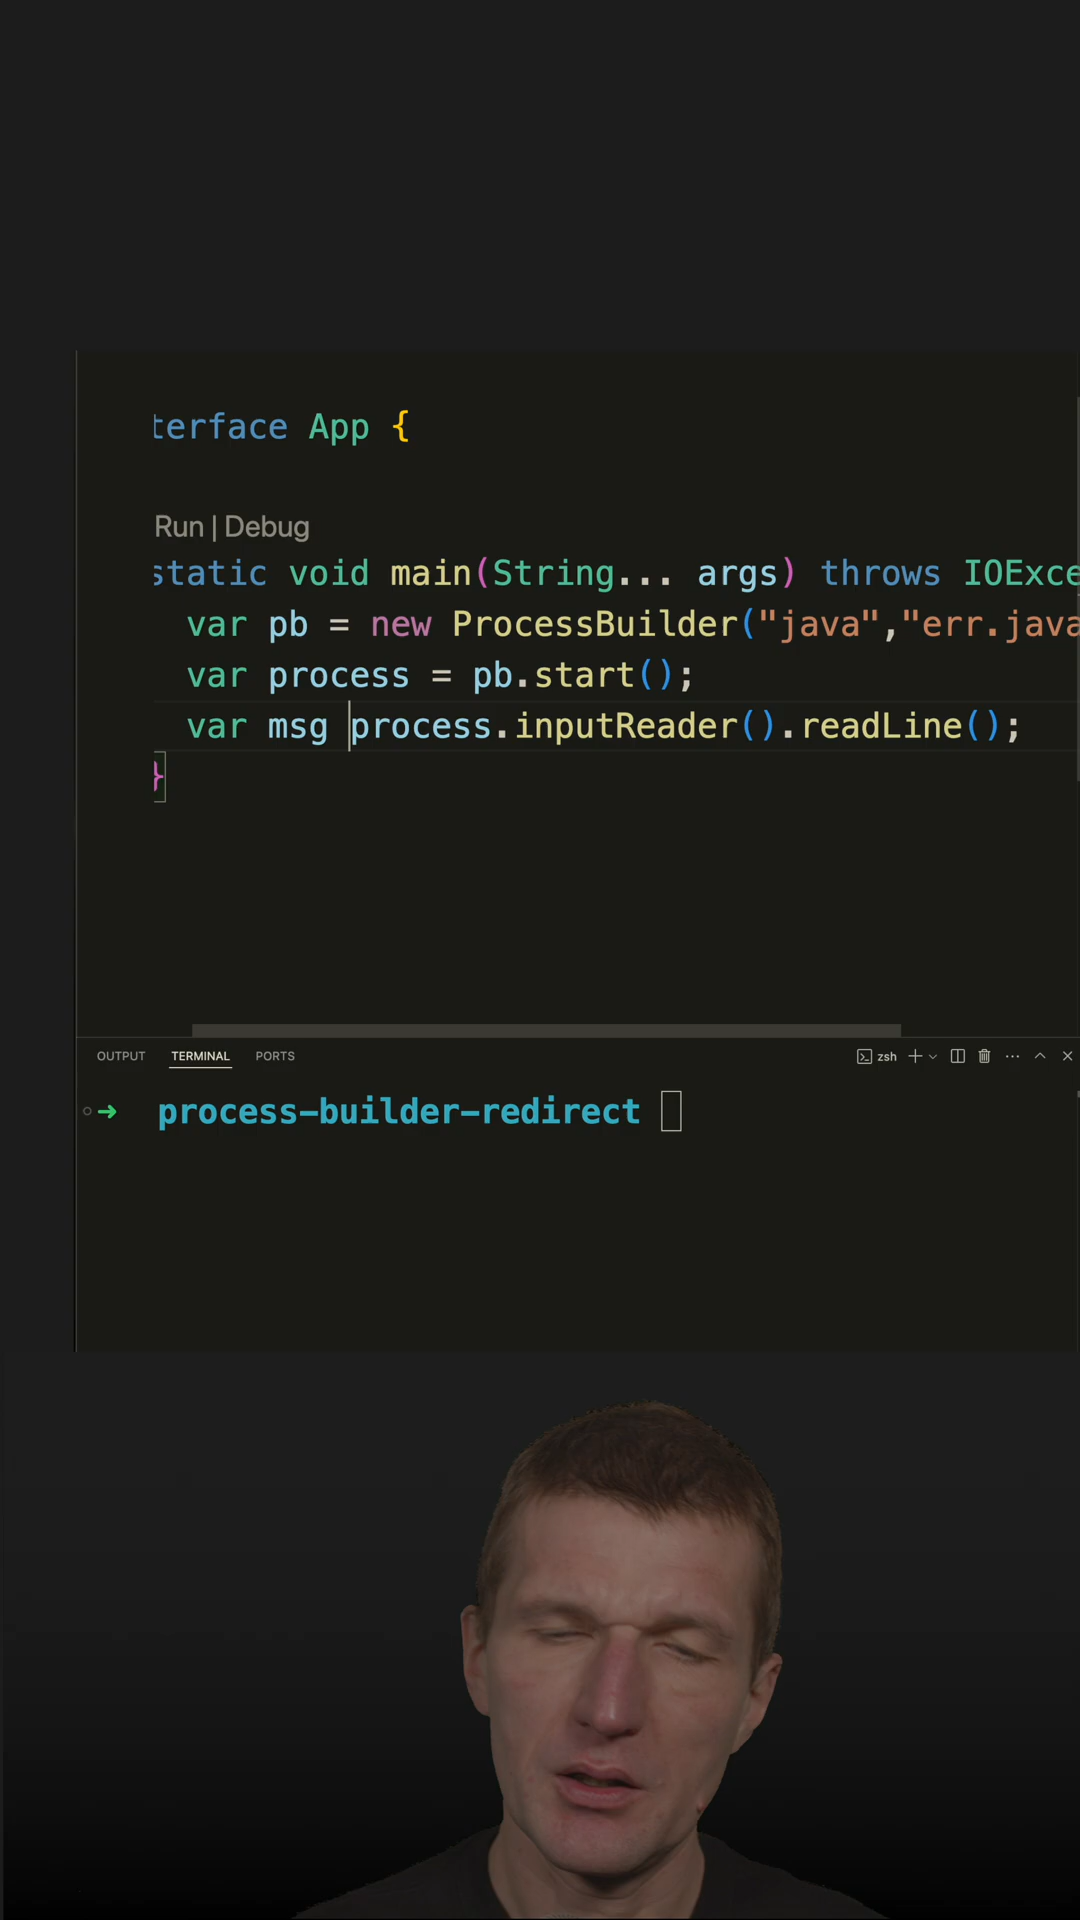 terface App {
Run | Debug
static void main(String... args) throws IOExce
var pb = new ProcessBuilder("java","err.java
var process = pb.start();
var msg process.inputReader().readLine();
}
OUTPUT TERMINAL PORTS zsh
process-builder-redirect